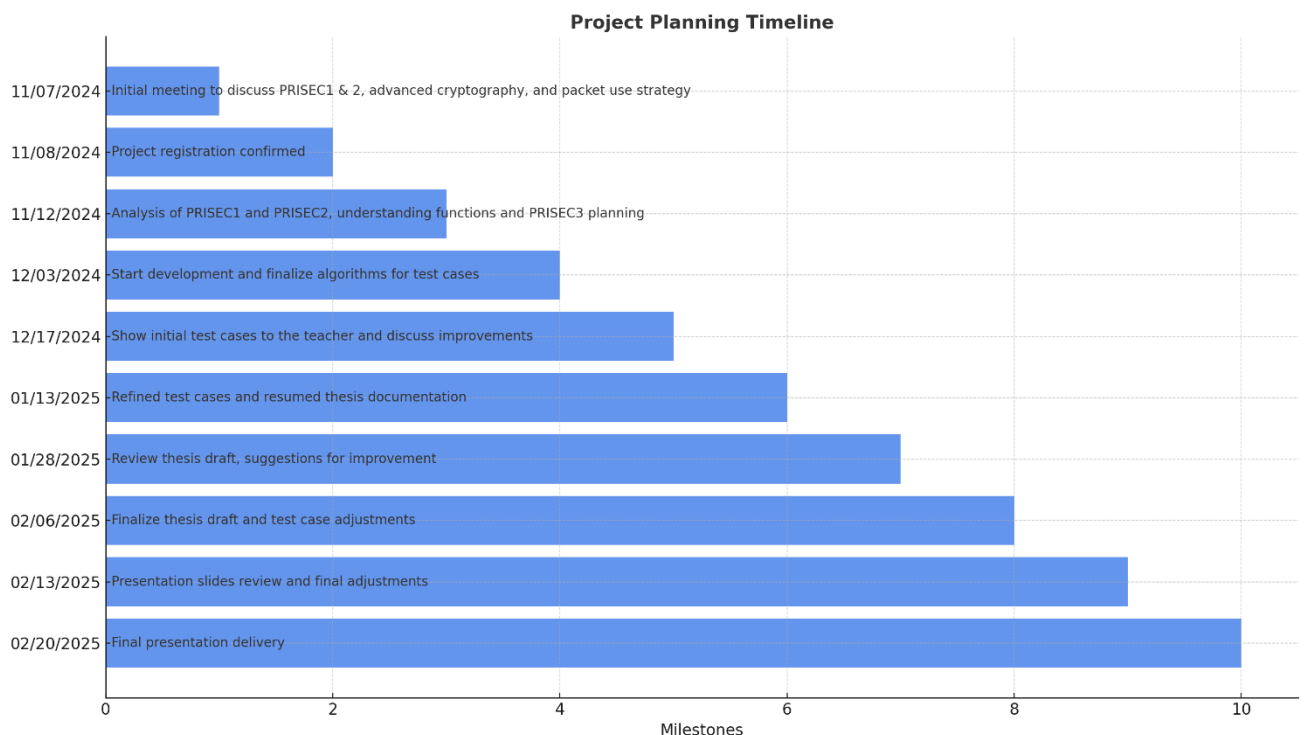 Project Planning Timeline
11/07/2024 Initial meeting to discuss PRISEC1 & 2, advanced cryptography, and packet use strategy
11/08/2024 Project registration confirmed
11/12/2024 Analysis of PRISEC1 and PRISEC2, understanding functions and PRISEC3 planning
12/03/2024 Start development and finalize algorithms for test cases
12/17/2024 Show initial test cases to the teacher and discuss improvements
01/13/2025 Refined test cases and resumed thesis documentation
01/28/2025 Review thesis draft, suggestions for improvement
02/06/2025 Finalize thesis draft and test case adjustments
02/13/2025 Presentation slides review and final adjustments
02/20/2025 Final presentation delivery
0 2 4 6 8 10
Milestones